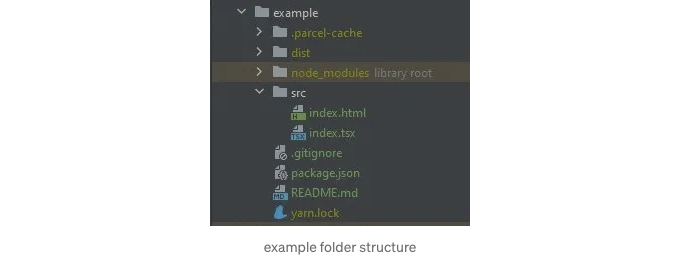 example
.parcel-cache
dist
node_modules library root
src
index.html
index.tsx
.gitignore
package.json
README.md
yarn.lock
example folder structure